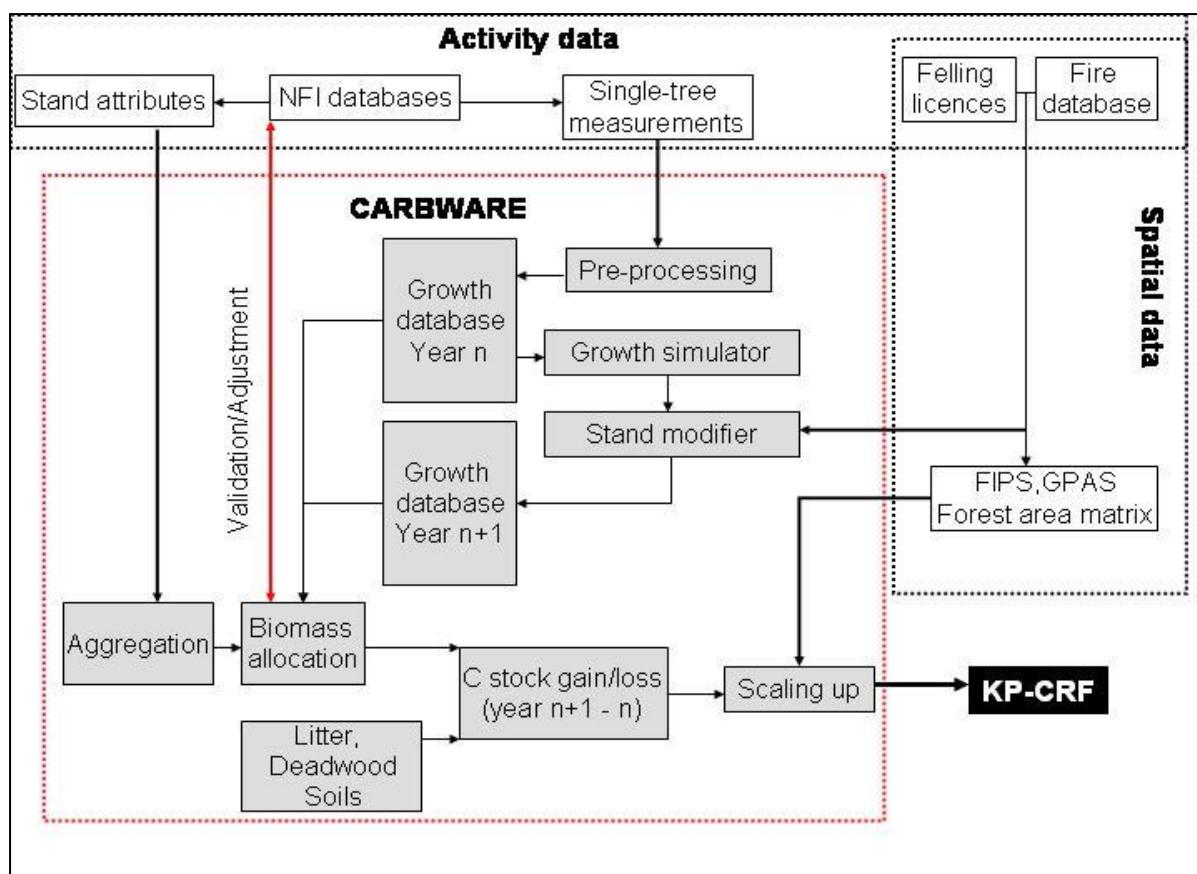 Activity data
Stand attributes
NFI databases
Single-tree
measurements
Felling
licences
Fire
database
CARBWARE
Spatial data
Validation/Adjustment
Pre-processing
Growth
database
Year n
Growth simulator
Stand modifier
Growth
database
Year n+1
FIPS,GPAS
Forest area matrix
Aggregation
Biomass
allocation
C stock gain/loss
(year n+1 - n)
Scaling up
KP-CRF
Litter,
Deadwood
Soils